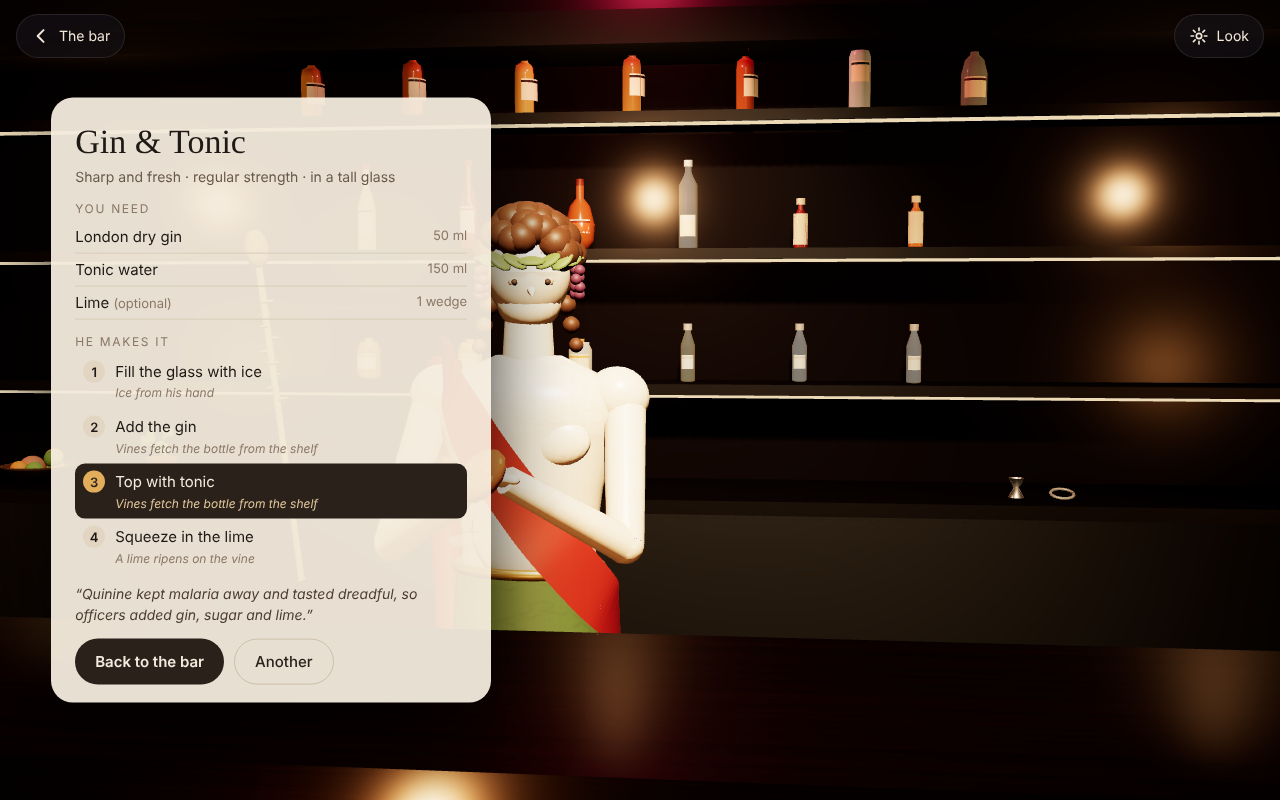 The bar
Look
Gin & Tonic
Sharp and fresh · regular strength · in a tall glass
YOU NEED
London dry gin 50 ml
Tonic water 150 ml
Lime (optional) 1 wedge
HE MAKES IT
1 Fill the glass with ice
Ice from his hand
2 Add the gin
Vines fetch the bottle from the shelf
3 Top with tonic
Vines fetch the bottle from the shelf
4 Squeeze in the lime
A lime ripens on the vine
“Quinine kept malaria away and tasted dreadful, so
officers added gin, sugar and lime.”
Back to the bar
Another